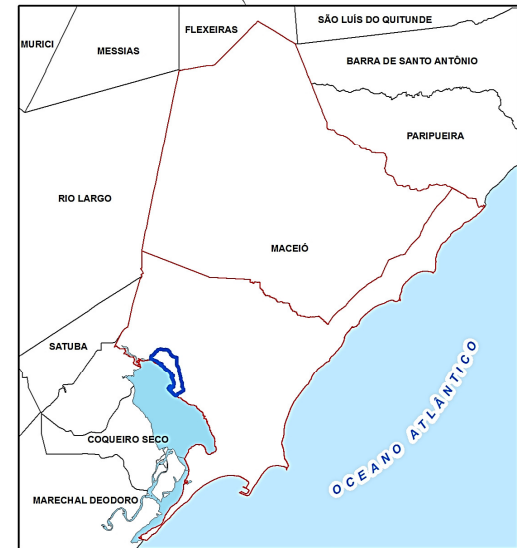 SÃO LUÍS DO QUITUNDE
FLEXEIRAS
MURICI
MESSIAS
BARRA DE SANTO ANTÔNIO
PARIPUEIRA
RIO LARGO
MACEIÓ
SATUBA
OCEANO ATLÂNTICO
COQUEIRO SECO
MARECHAL DEODORO